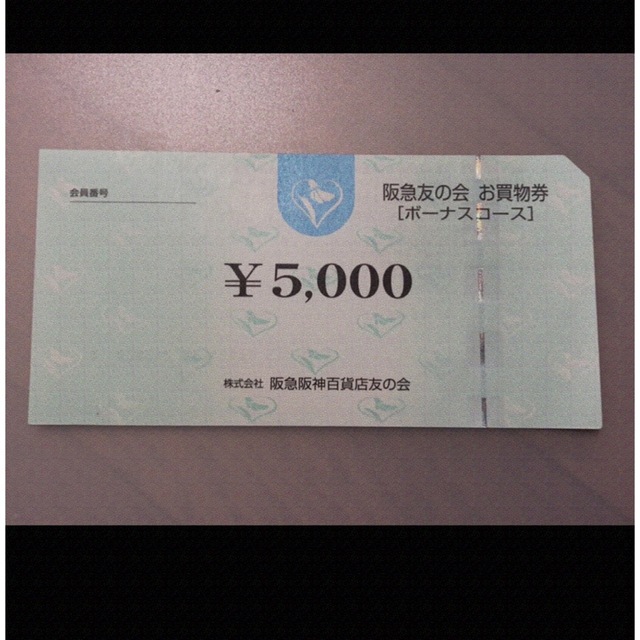 会員番号
阪急友の会 お買物券
[ボーナスコース]
¥5,000
株式会社 阪急阪神百貨店友の会